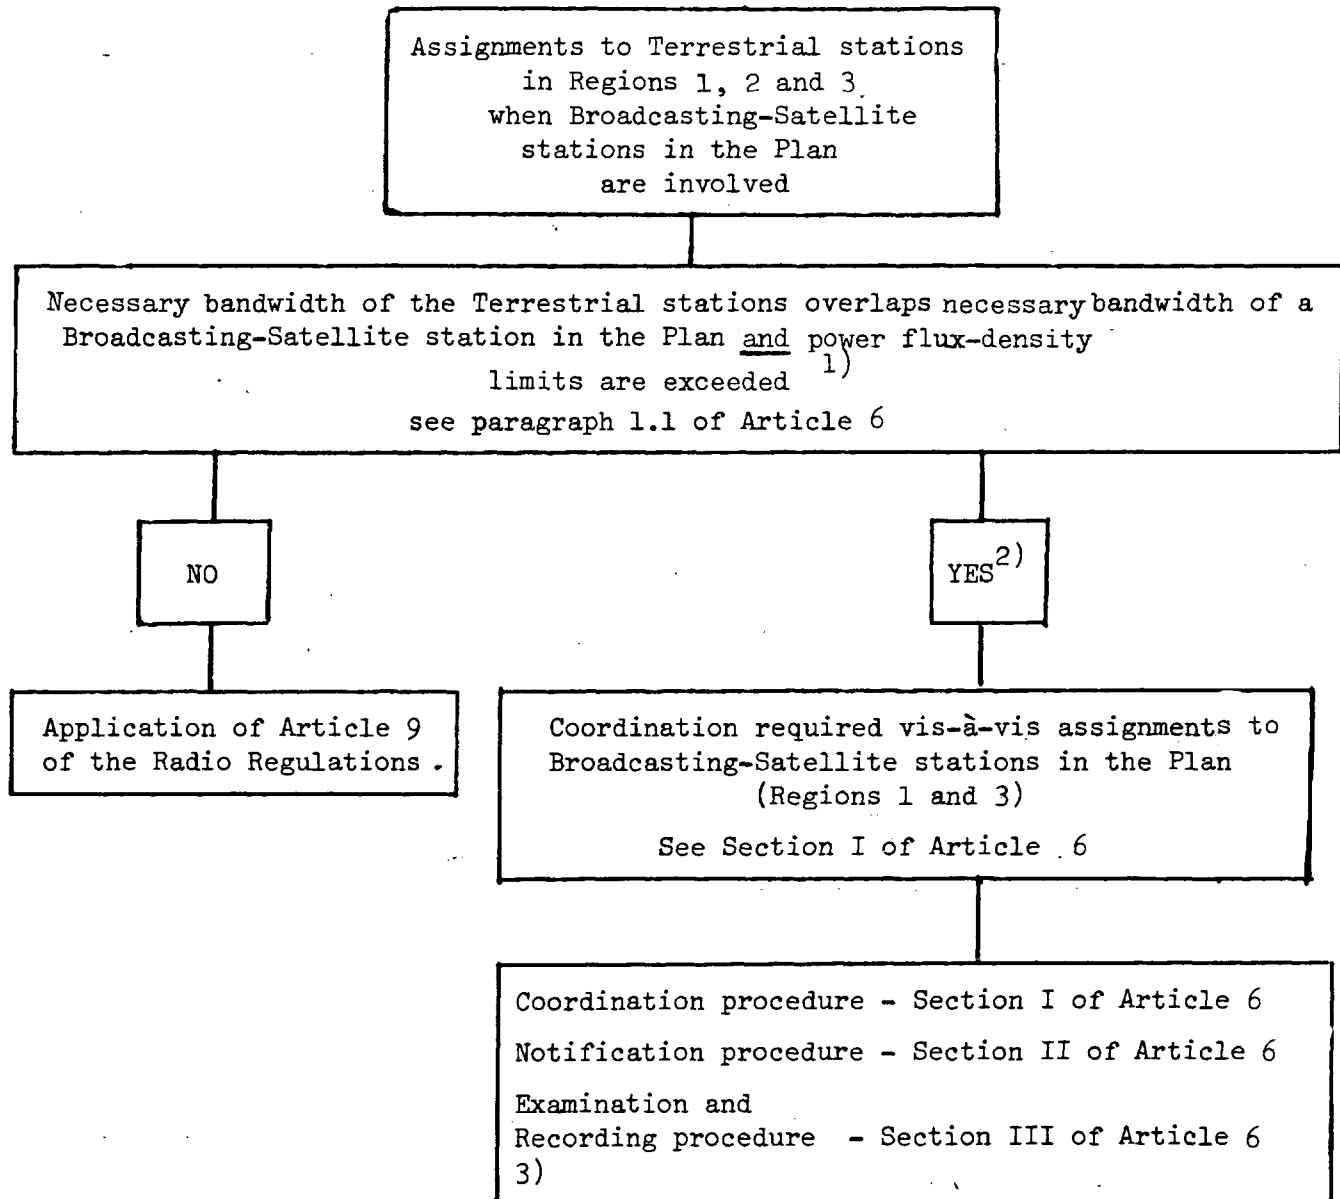 Assignments to Terrestrial stations
in Regions 1, 2 and 3
when Broadcasting-Satellite
stations in the Plan
are involved
Necessary bandwidth of the Terrestrial stations overlaps necessary bandwidth of a
Broadcasting-Satellite station in the Plan and power flux-density
limits are exceeded 1)
see paragraph 1.1 of Article 6
NO
YES2)
Application of Article 9
of the Radio Regulations.
Coordination required vis-à-vis assignments to
Broadcasting-Satellite stations in the Plan
(Regions 1 and 3)
See Section I of Article 6
Coordination procedure - Section I of Article 6
Notification procedure - Section II of Article 6
Examination and
Recording procedure - Section III of Article 6
3)